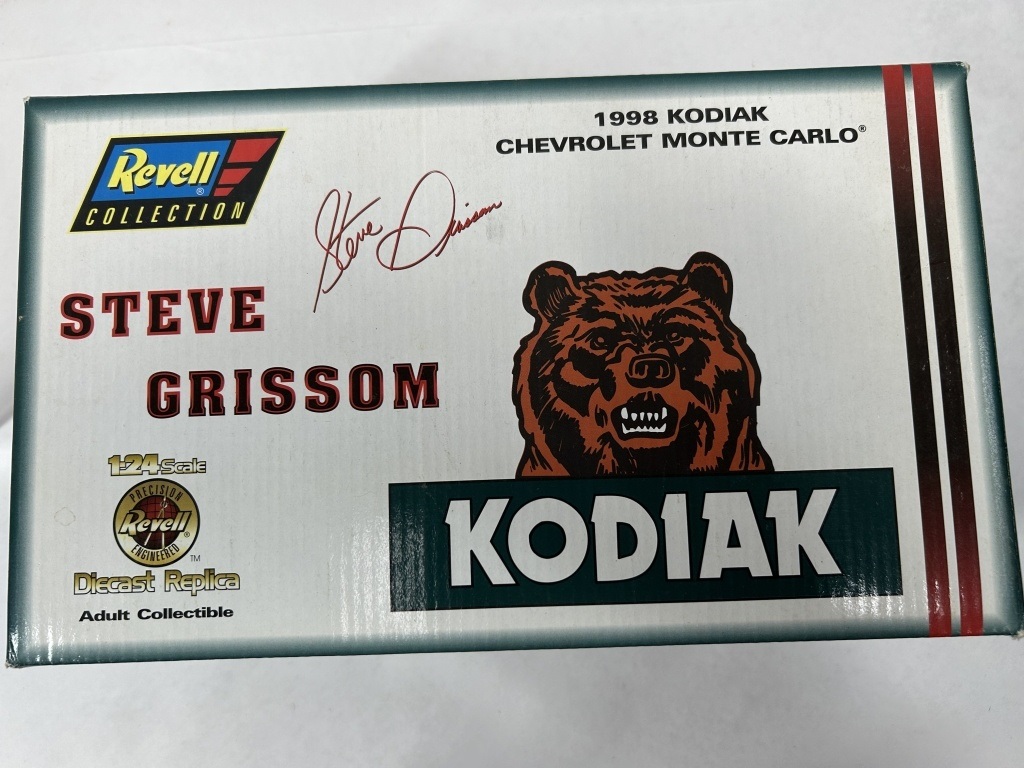 1998 KODIAK
CHEVROLET MONTE CARLO®
Revell®
COLLECTION
Steve Grissom
STEVE
GRISSOM
1:24 Scale
PRECISION
Revell®
ENGINEERED
TM
Diecast Replica
Adult Collectible
KODIAK